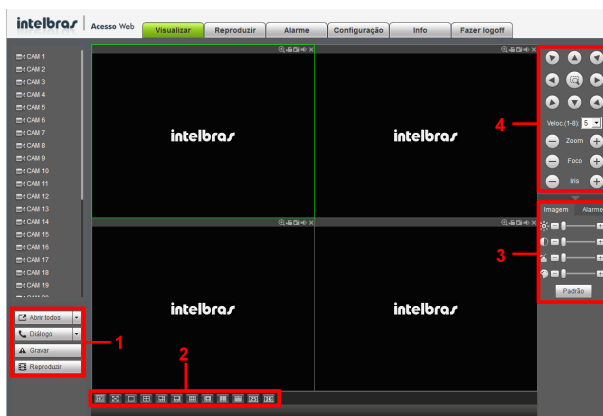 intelbras Acesso Web Visualizar Reproduzir Alarme Configuração Info Fazer logoff
CAM 1
CAM 2
CAM 3
CAM 4
CAM 5
CAM 6
CAM 7
CAM 8
CAM 9
CAM 10
CAM 11
CAM 12
CAM 13
CAM 14
CAM 15
CAM 16
CAM 17
CAM 18
CAM 19
Abrir todos
Diálogo
Gravar
Reproduzir
1
intelbras
intelbras
intelbras
intelbras
2
4
Veloc.(1-8): 5
Zoom
Foco
Iris
Imagem Alarme
3
Padrão